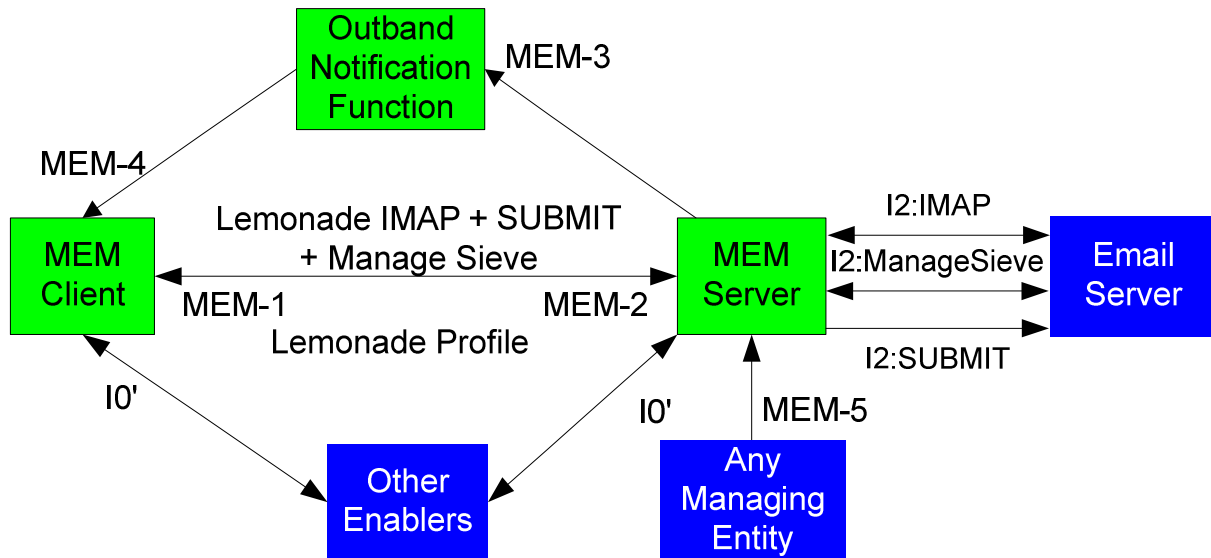 Outband
Notification
Function
MEM-3
MEM-4
Lemonade IMAP + SUBMIT
+ Manage Sieve
I2:IMAP
MEM
Client
MEM
Server
I2:ManageSieve
Email
Server
MEM-1
MEM-2
Lemonade Profile
I2:SUBMIT
I0'
I0'
MEM-5
Other
Enablers
Any
Managing
Entity